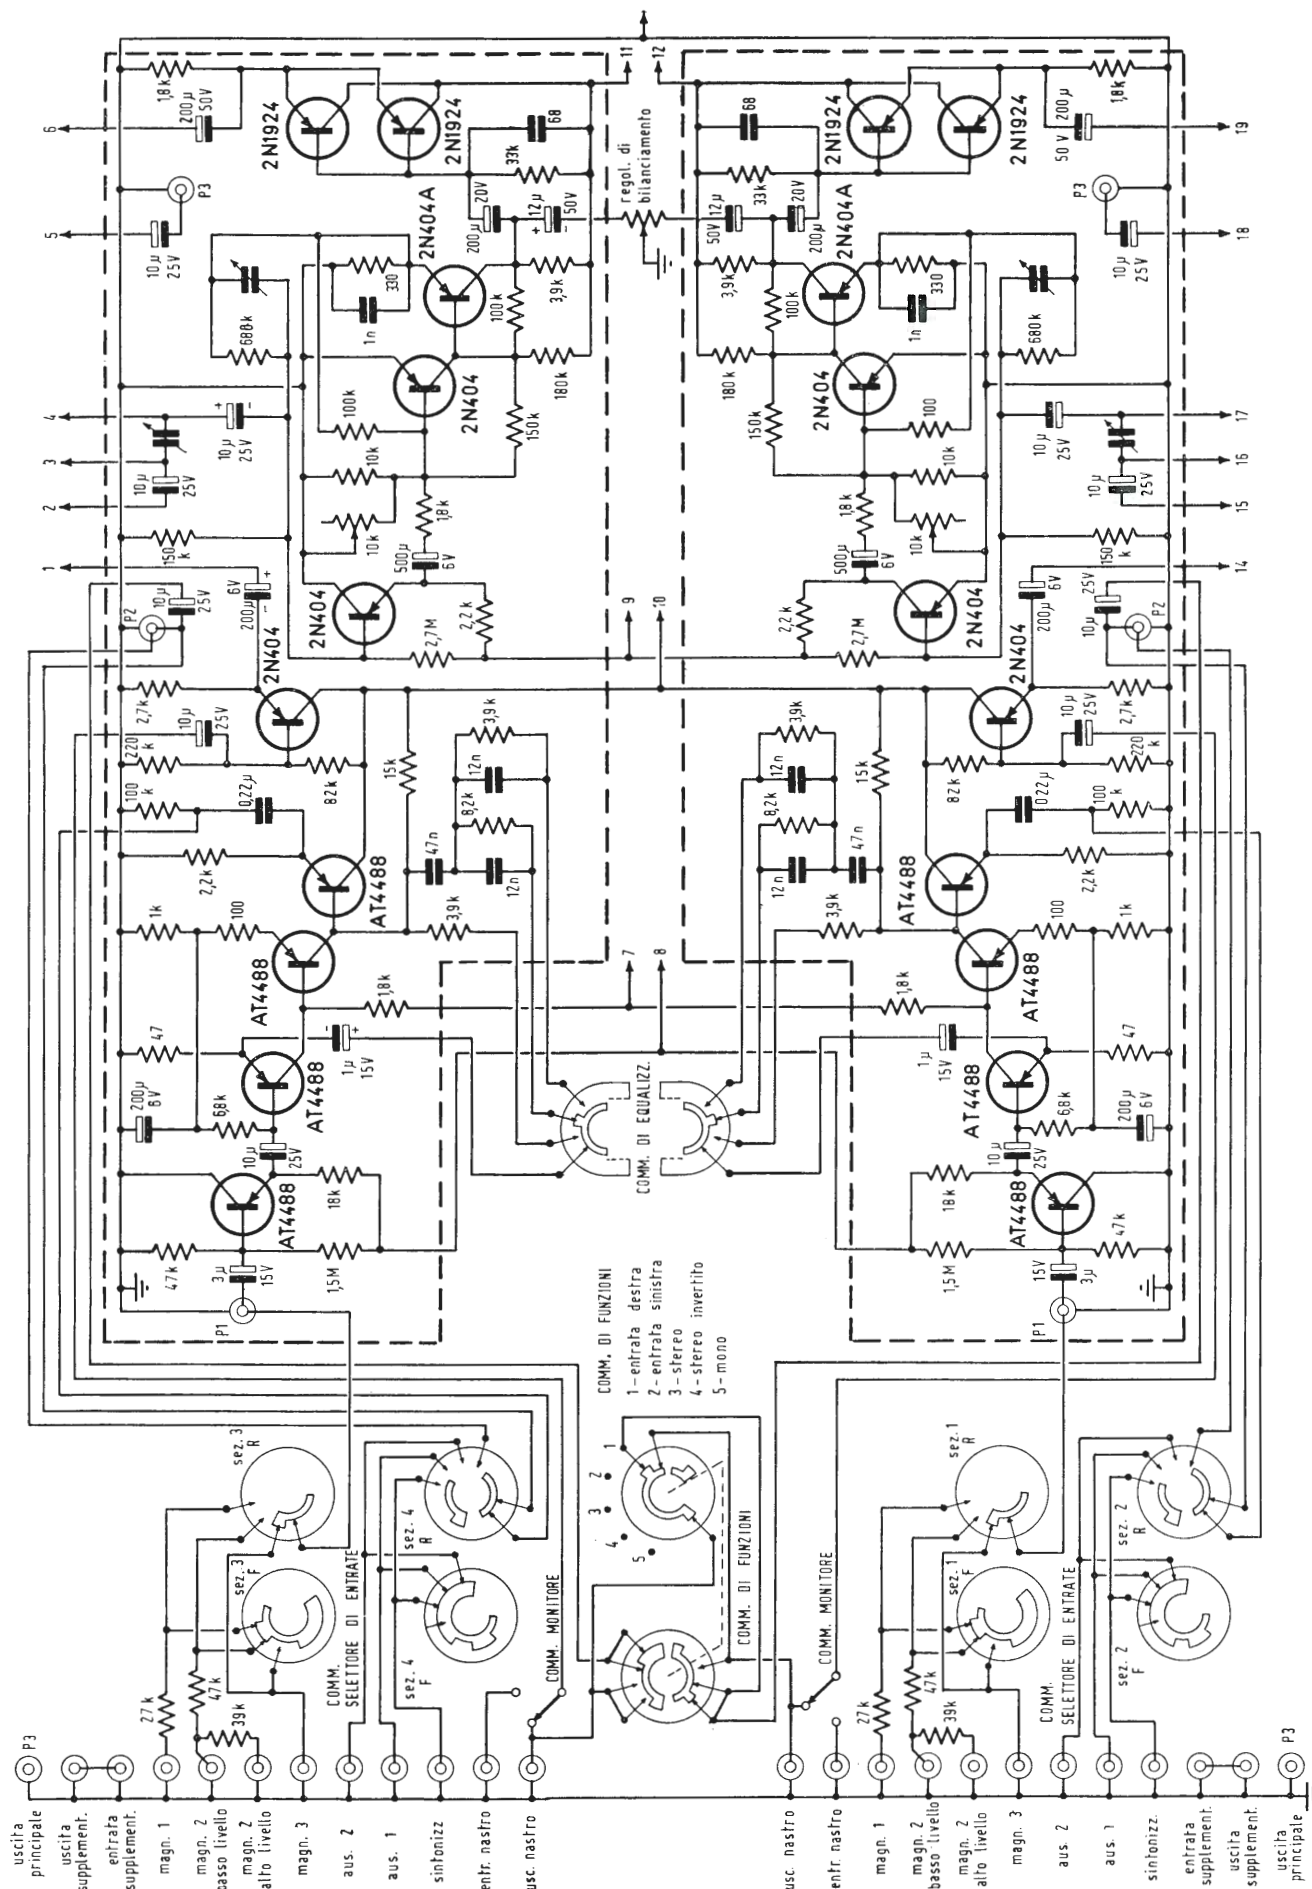 11
12
1,8k
200µ
50V
6
2N1924
2N1924
68
33k
regol. di
bilanciamento
68
33k
2N1924
2N1924
1,8k
50V 200µ
19
P3
5
10µ
25V
2N404A
200µ
20V
12µ
50V
+
-
50V
12µ
20V
200µ
2N404A
P3
10µ
25V
18
688k
330
1n
100k
3,9k
3,9k
100k
330
1n
680k
2N404
180k
180k
2N404
4
+
-
10µ
25V
100k
150k
150k
100
10µ
25V
17
3
2
10µ
25V
10k
10k
1,8k
1,8k
10k
10k
10µ
25V
16
15
150
k
500µ
6V
500µ
6V
150
k
1
10µ
25V
6V
200µ
+
-
2N404
2,2k
9
10
2,2k
2N404
200µ
6V
25V
10µ
14
P2
2N404
2,7M
2,7M
2N404
P2
2,7k
10µ
25V
220
k
100
k
0,22µ
82k
15k
3,9k
12n
8,2k
47n
12n
3,9k
12n
8,2k
47n
12n
15k
82k
10µ
25V
2,7k
220
k
0,22µ
100
k
2,2k
AT4488
3,9k
3,9k
AT4488
2,2k
1k
100
AT4488
7
8
AT4488
100
1k
1,8k
1,8k
47
AT4488
-
+
1µ
15V
1µ
15V
AT4488
47
200µ
6V
6,8k
10µ
25V
COMM. DI EQUALIZZ.
10µ
25V
6,8k
200µ
6V
AT4488
18k
18k
AT4488
47k
3µ
15V
1,5M
1,5M
15V
3µ
47k
P1
P1
COMM. DI FUNZIONI
1 - entrata destra
2 - entrata sinistra
3 - stereo
4 - stereo invertito
5 - mono
sez. 3
R
sez. 4
R
1
2
3
4
5
sez. 1
R
sez. 2
R
sez. 3
F
COMM.
SELETTORE DI ENTRATE
sez. 4
F
COMM. MONITORE
COMM. DI FUNZIONI
COMM. MONITORE
sez. 1
F
COMM.
SELETTORE DI ENTRATE
sez. 2
F
27k
47k
39k
27k
47k
39k
P3
P3
uscita
principale
uscita
supplement.
entrata
supplement.
magn. 1
magn. 2
basso livello
magn. 2
alto livello
magn. 3
aus. 2
aus. 1
sintonizz
entr. nastro
usc. nastro
usc. nastro
entr. nastro
magn. 1
magn. 2
basso livello
magn. 2
alto livello
magn. 3
aus. 2
aus. 1
sintonizz.
entrata
supplement.
uscita
supplement.
uscita
principale